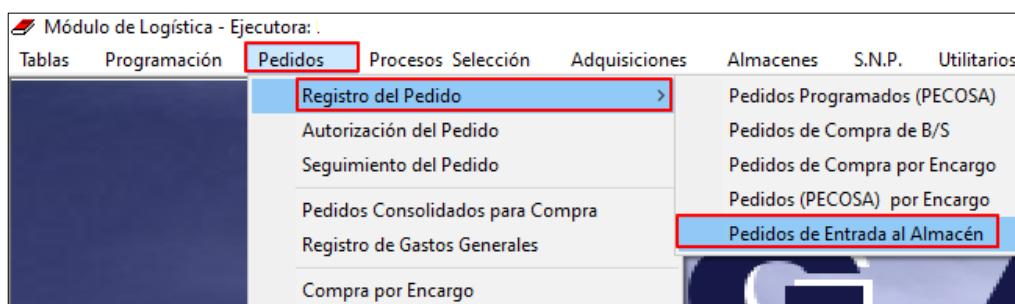 Módulo de Logística - Ejecutora: .
Tablas Programación Pedidos Procesos Selección Adquisiciones Almacenes S.N.P. Utilitarios
Registro del Pedido >
Autorización del Pedido
Seguimiento del Pedido
Pedidos Consolidados para Compra
Registro de Gastos Generales
Compra por Encargo
Pedidos Programados (PECOSA)
Pedidos de Compra de B/S
Pedidos de Compra por Encargo
Pedidos (PECOSA) por Encargo
Pedidos de Entrada al Almacén